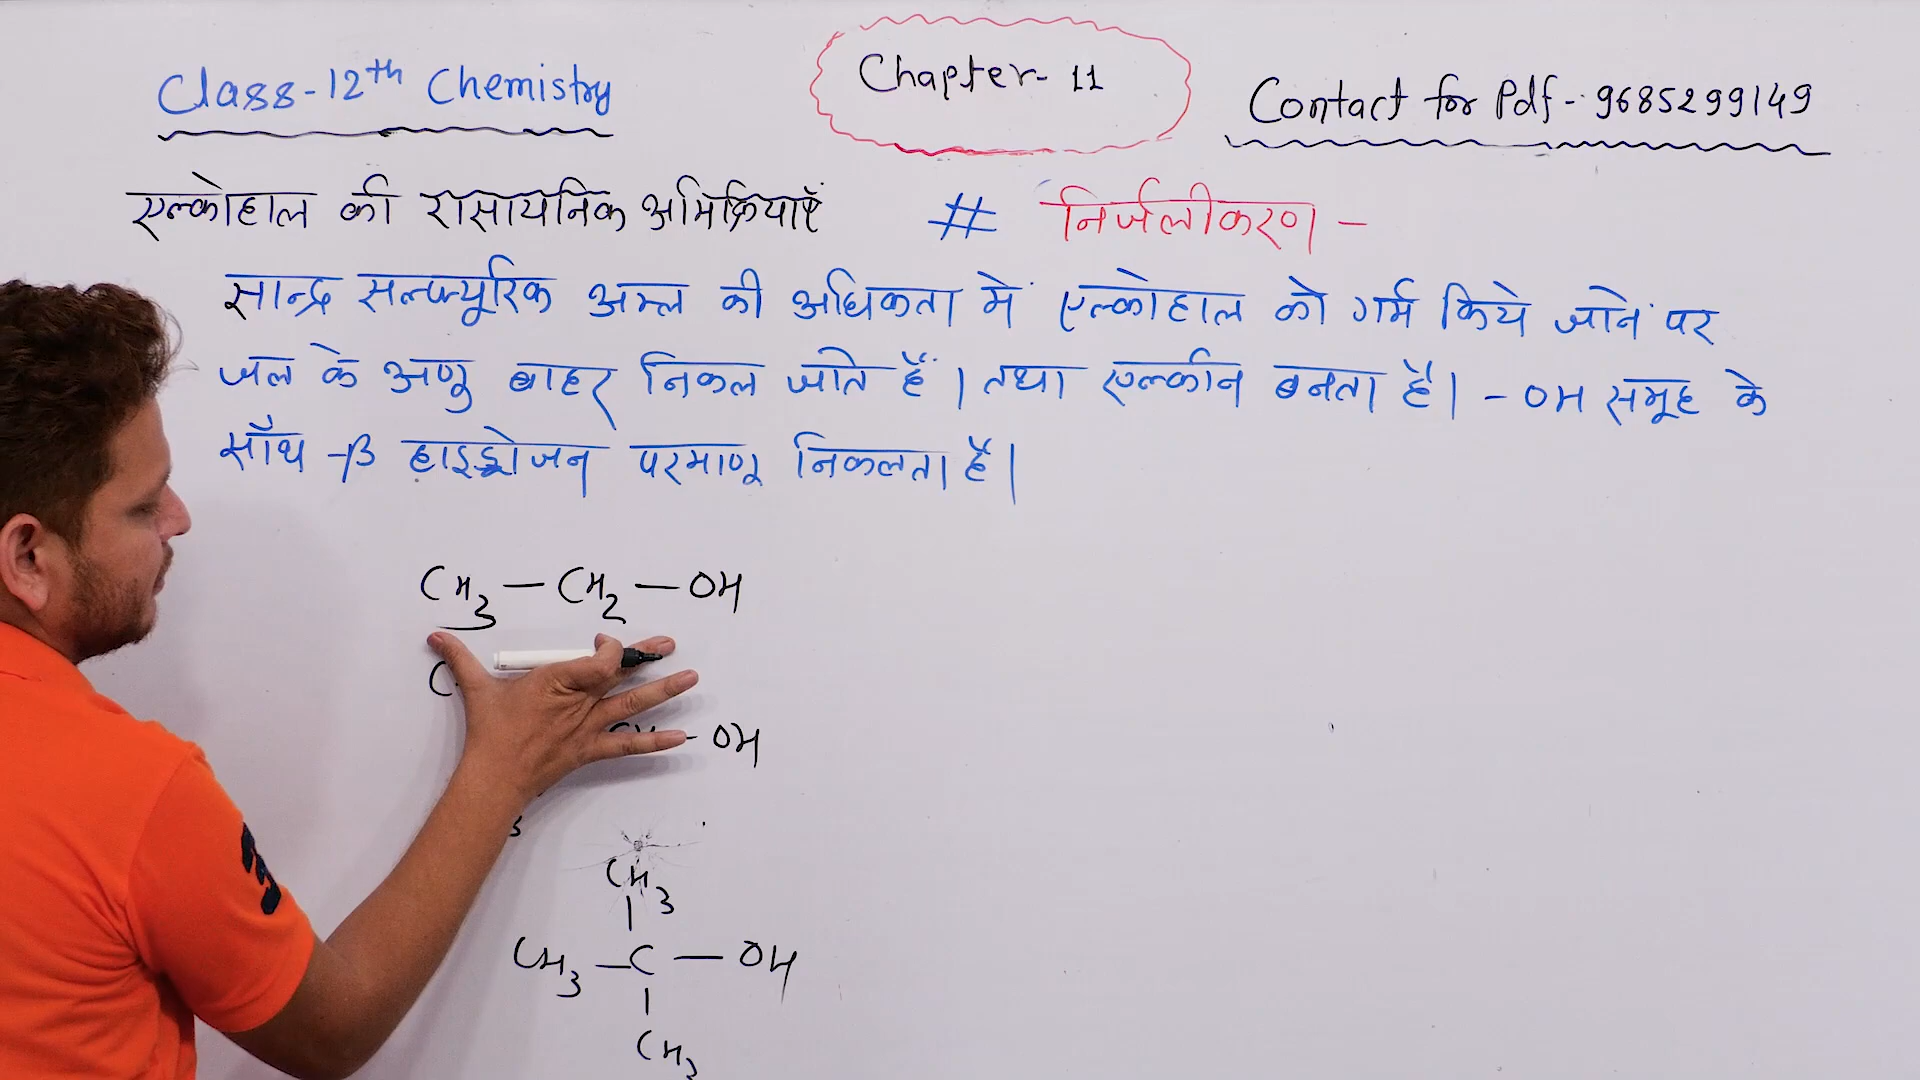 Class-12th Chemistry
Chapter-11
Contact for Pdf-9685299149
एल्कोहाल की रासायनिक अभिक्रियाएँ # निर्जलीकरण -
सान्द्र सल्फ्यूरिक अम्ल की अधिकता में एल्कोहाल को गर्म किये जाने पर
जल के अणु बाहर निकल जाते हैं। तथा एल्कीन बनता है। - OH समूह के
साथ -β हाइड्रोजन परमाणु निकलता है।
CH3 — CH2 — OH
C
CH - OH
3
CH3
|
CH3 — C — OH
|
CH3